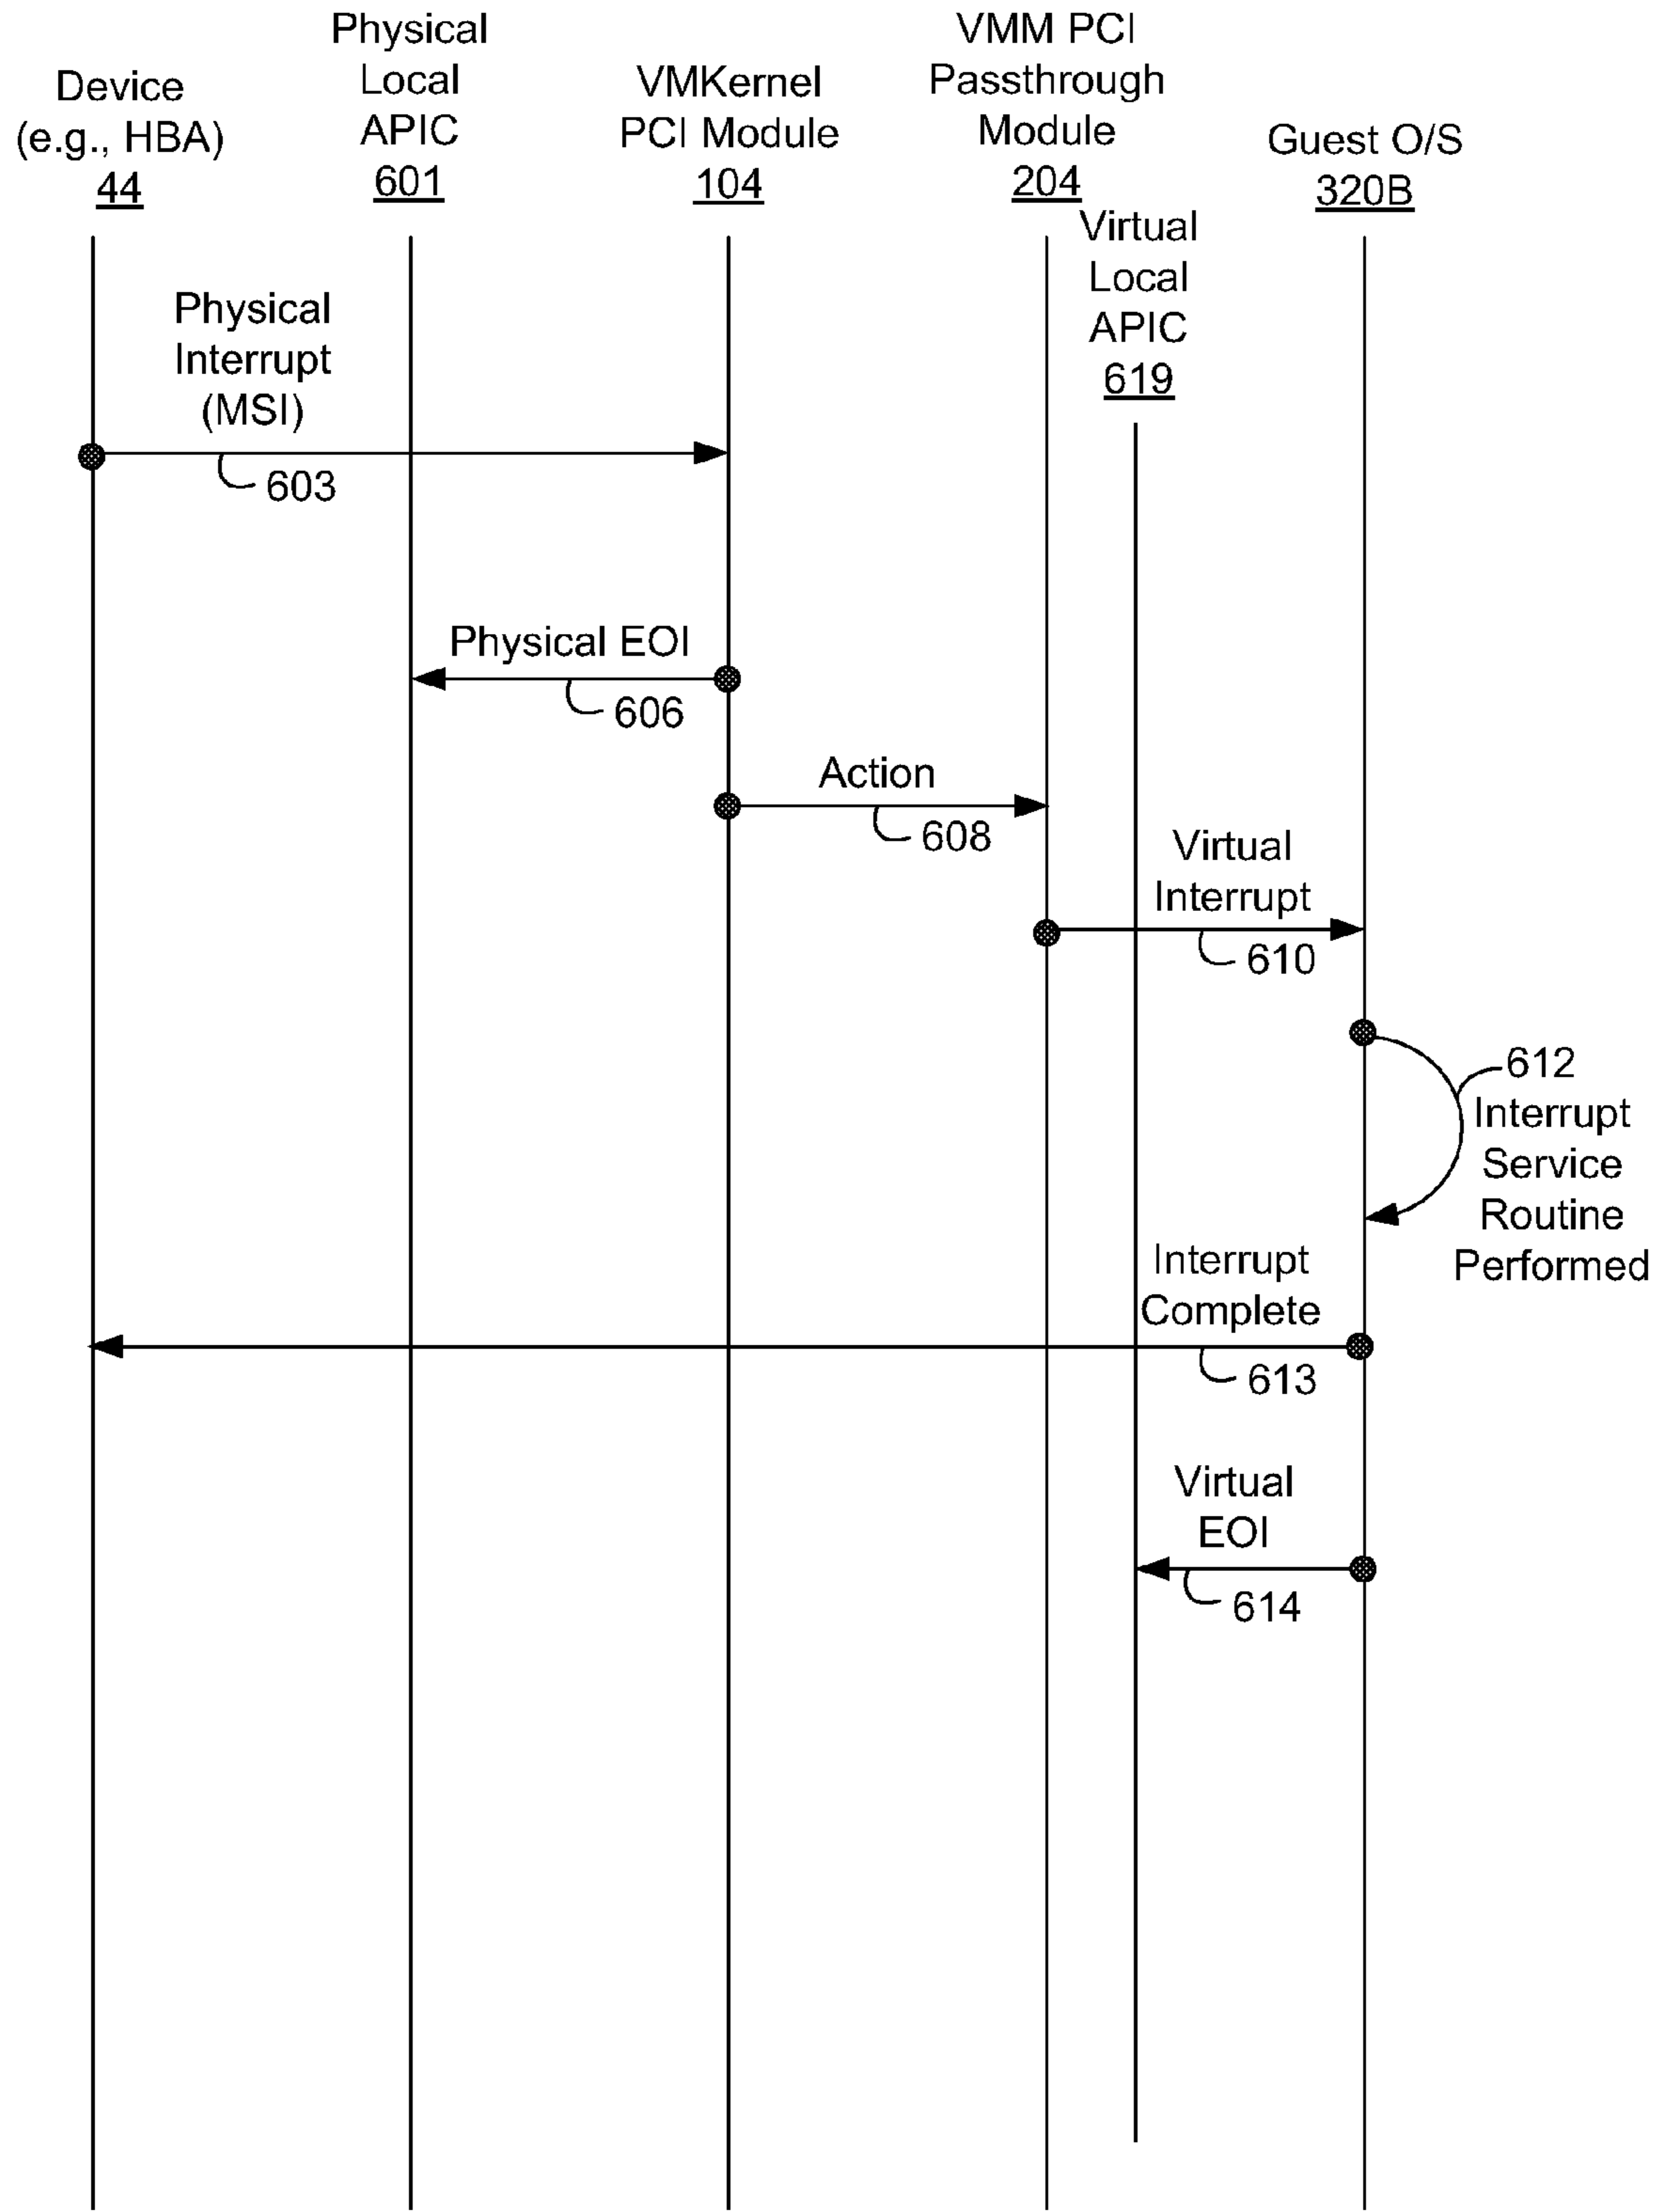 Device
(e.g., HBA)
44
Physical
Local
APIC
601
VMKernel
PCI Module
104
VMM PCI
Passthrough
Module
204
Virtual
Local
APIC
619
Guest O/S
320B
Physical
Interrupt
(MSI)
603
Physical EOI
606
Action
608
Virtual
Interrupt
610
612
Interrupt
Service
Routine
Performed
Interrupt
Complete
613
Virtual
EOI
614